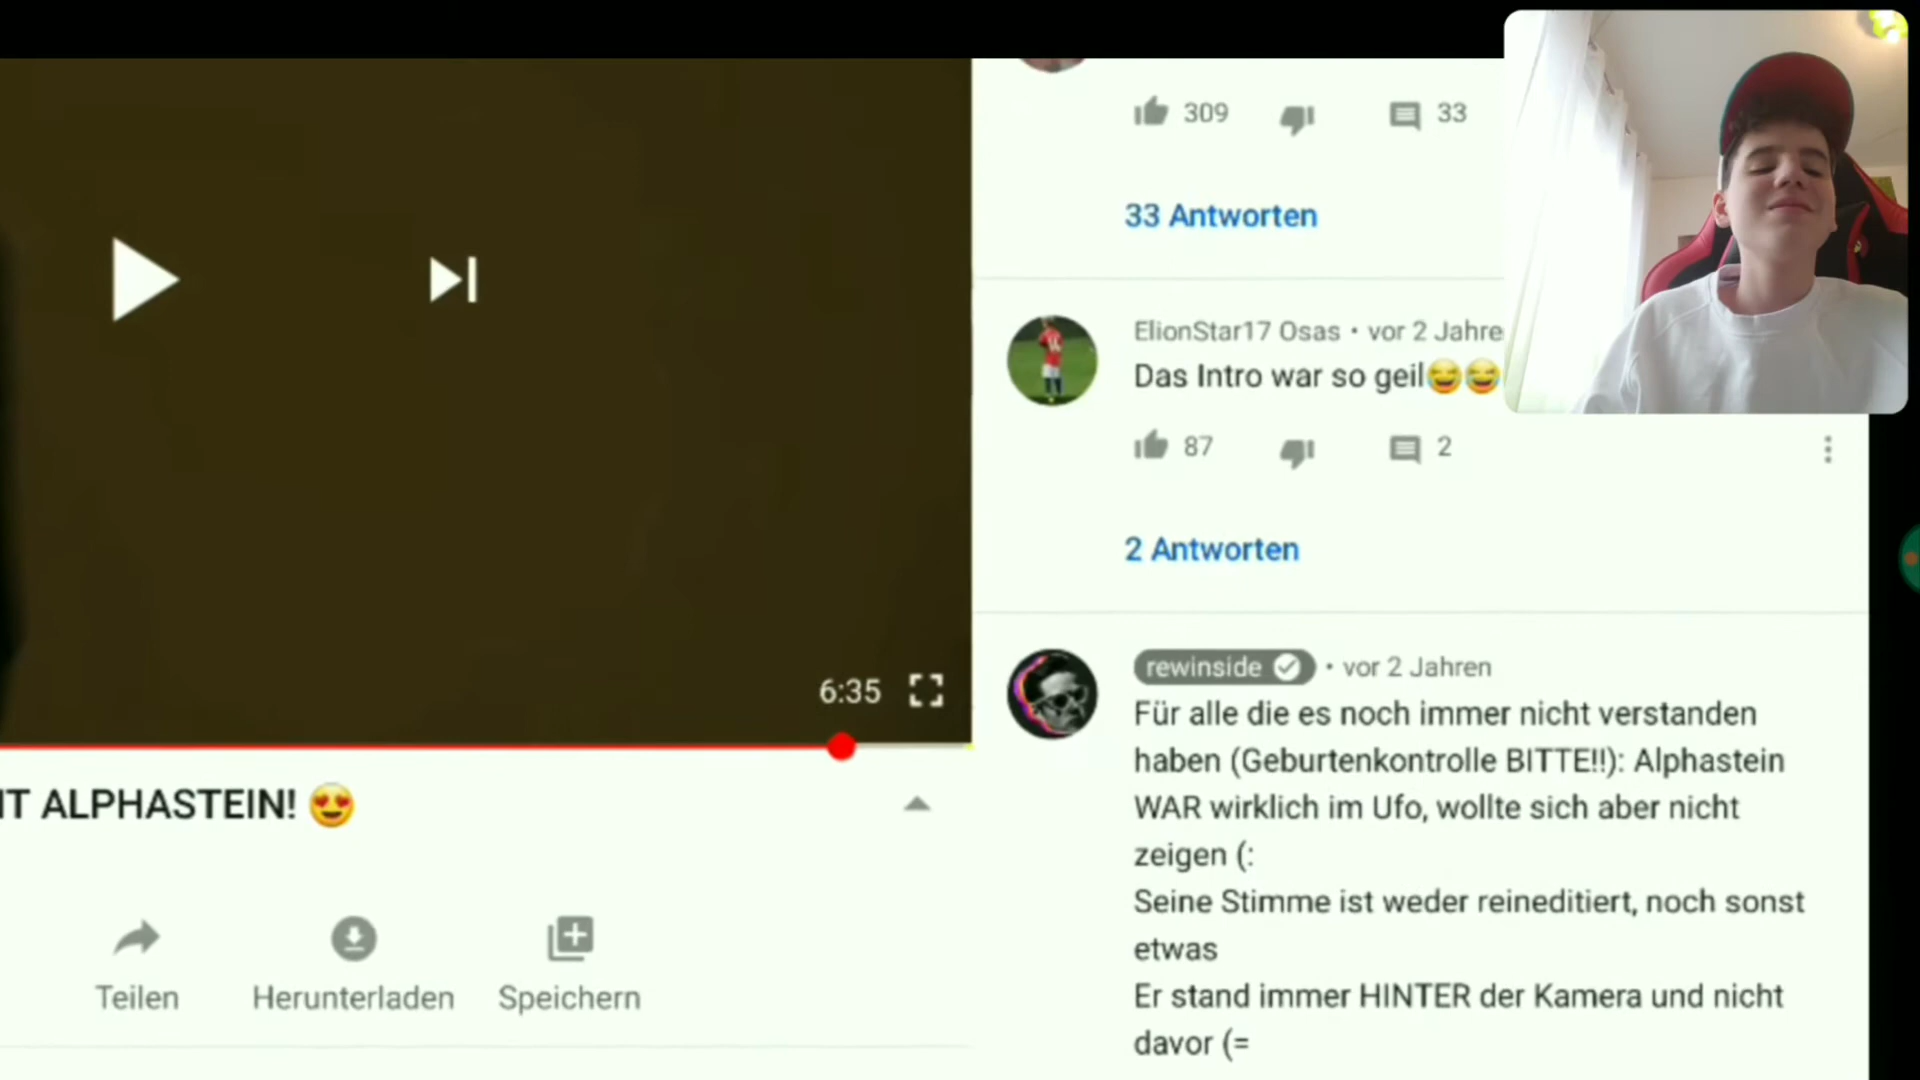 6:35
IT ALPHASTEIN! 😍
Teilen
Herunterladen
Speichern
309
33
33 Antworten
ElionStar17 Osas • vor 2 Jahre
Das Intro war so geil😂😂
87
2
2 Antworten
rewinside • vor 2 Jahren
Für alle die es noch immer nicht verstanden
haben (Geburtenkontrolle BITTE!!): Alphastein
WAR wirklich im Ufo, wollte sich aber nicht
zeigen (:
Seine Stimme ist weder reineditiert, noch sonst
etwas
Er stand immer HINTER der Kamera und nicht
davor (=